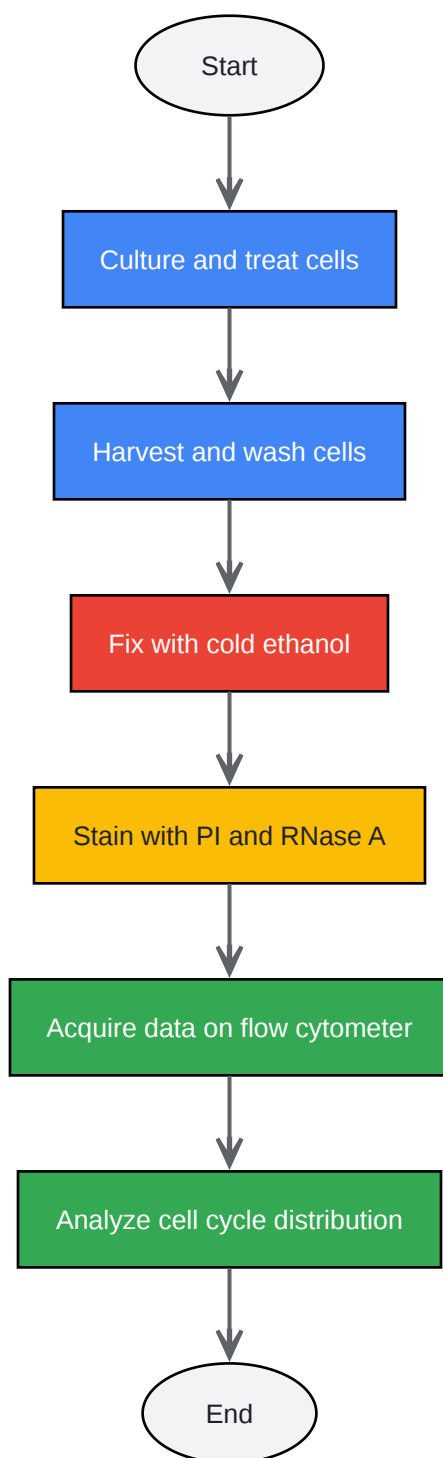 Start
Culture and treat cells
Harvest and wash cells
Fix with cold ethanol
Stain with PI and RNase A
Acquire data on flow cytometer
Analyze cell cycle distribution
End